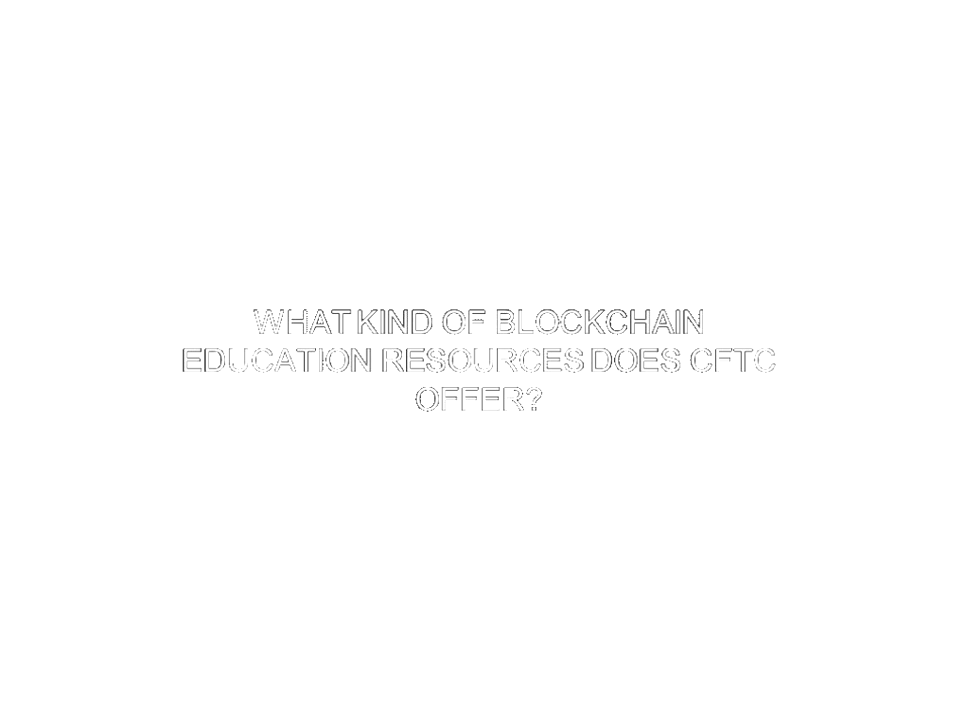 WHAT KIND OF BLOCKCHAIN
EDUCATION RESOURCES DOES CFTC
OFFER?